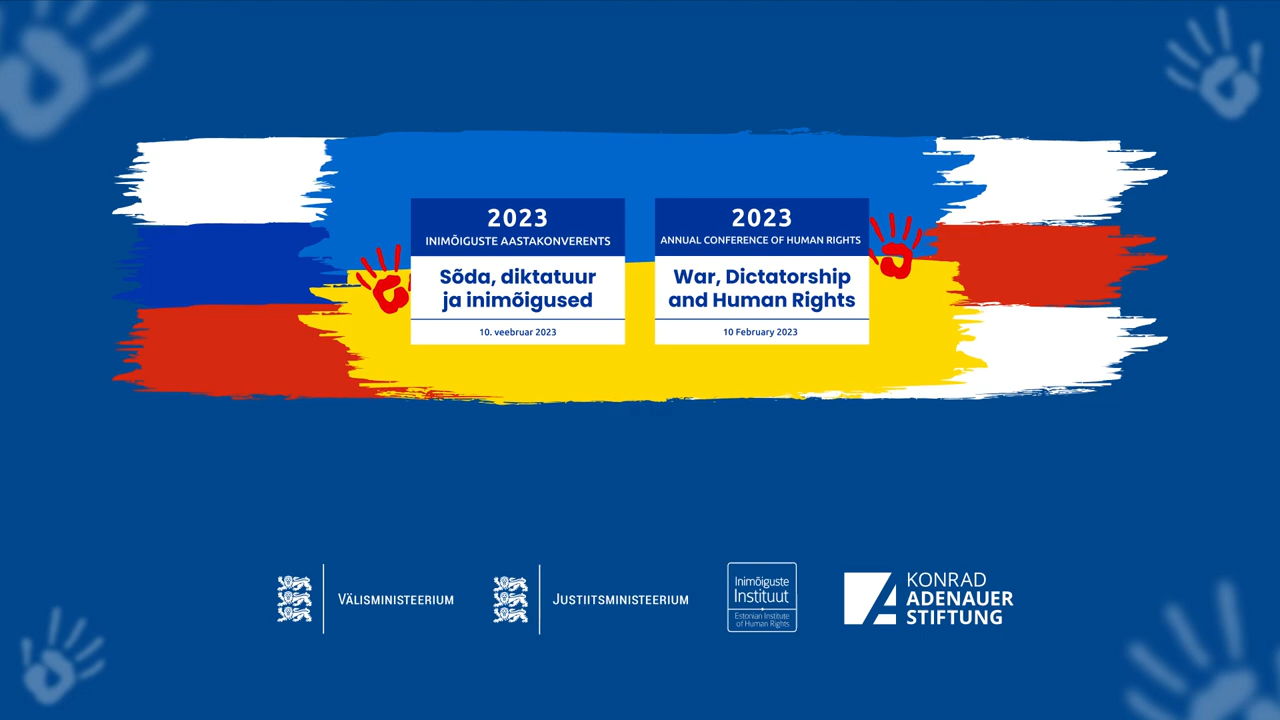 2023
INIMÕIGUSTE AASTAKONVERENTS
Sõda, diktatuur
ja inimõigused
10. veebruar 2023
2023
ANNUAL CONFERENCE OF HUMAN RIGHTS
War, Dictatorship
and Human Rights
10 February 2023
VÄLISMINISTEERIUM
JUSTIITSMINISTEERIUM
Inimõiguste
Instituut
Estonian Institute
of Human Rights
KONRAD
ADENAUER
STIFTUNG